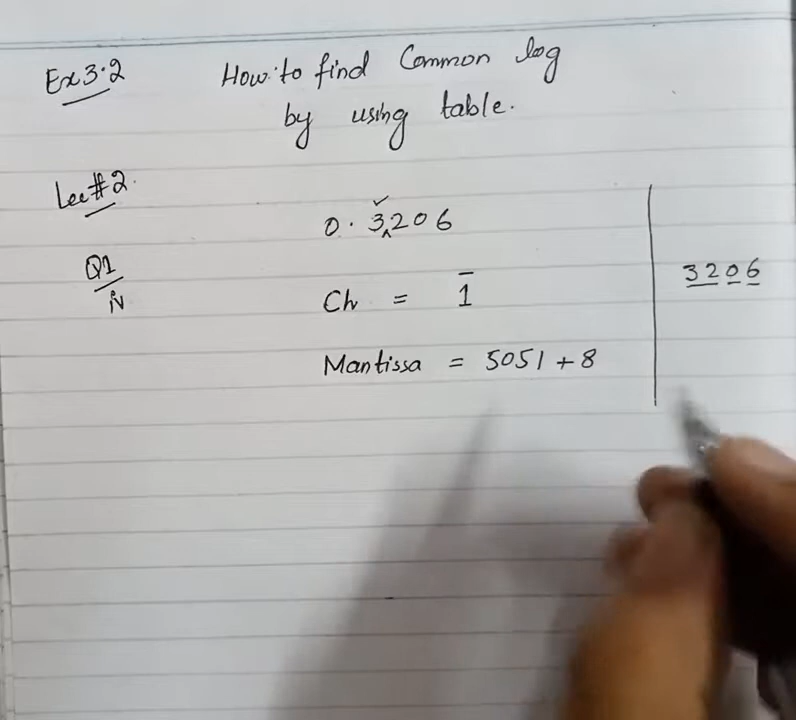 Ex 3.2
How to find Common log
by using table.
Lec#2.
Q1
iv
0.3206
3206
Ch = 1̅
Mantissa = 5051 + 8